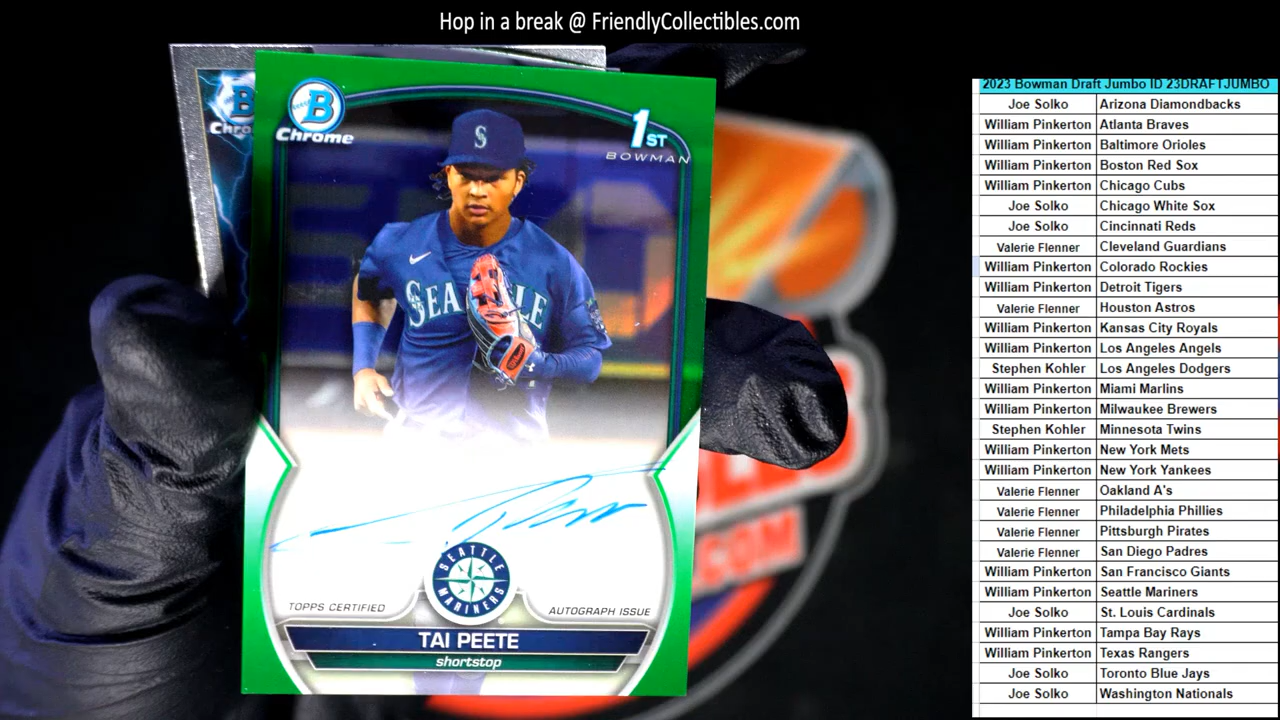 Hop in a break @ FriendlyCollectibles.com
B
Chrome
1ST
BOWMAN
S
SEATTLE
SEATTLE
MARINERS
TOPPS CERTIFIED
AUTOGRAPH ISSUE
TAI PEETE
shortstop
.COM
2023 Bowman Draft Jumbo ID 23DRAFTJUMBO
Joe Solko Arizona Diamondbacks
William Pinkerton Atlanta Braves
William Pinkerton Baltimore Orioles
William Pinkerton Boston Red Sox
William Pinkerton Chicago Cubs
Joe Solko Chicago White Sox
Joe Solko Cincinnati Reds
Valerie Flenner Cleveland Guardians
William Pinkerton Colorado Rockies
William Pinkerton Detroit Tigers
Valerie Flenner Houston Astros
William Pinkerton Kansas City Royals
William Pinkerton Los Angeles Angels
Stephen Kohler Los Angeles Dodgers
William Pinkerton Miami Marlins
William Pinkerton Milwaukee Brewers
Stephen Kohler Minnesota Twins
William Pinkerton New York Mets
William Pinkerton New York Yankees
Valerie Flenner Oakland A's
Valerie Flenner Philadelphia Phillies
Valerie Flenner Pittsburgh Pirates
Valerie Flenner San Diego Padres
William Pinkerton San Francisco Giants
William Pinkerton Seattle Mariners
Joe Solko St. Louis Cardinals
William Pinkerton Tampa Bay Rays
William Pinkerton Texas Rangers
Joe Solko Toronto Blue Jays
Joe Solko Washington Nationals